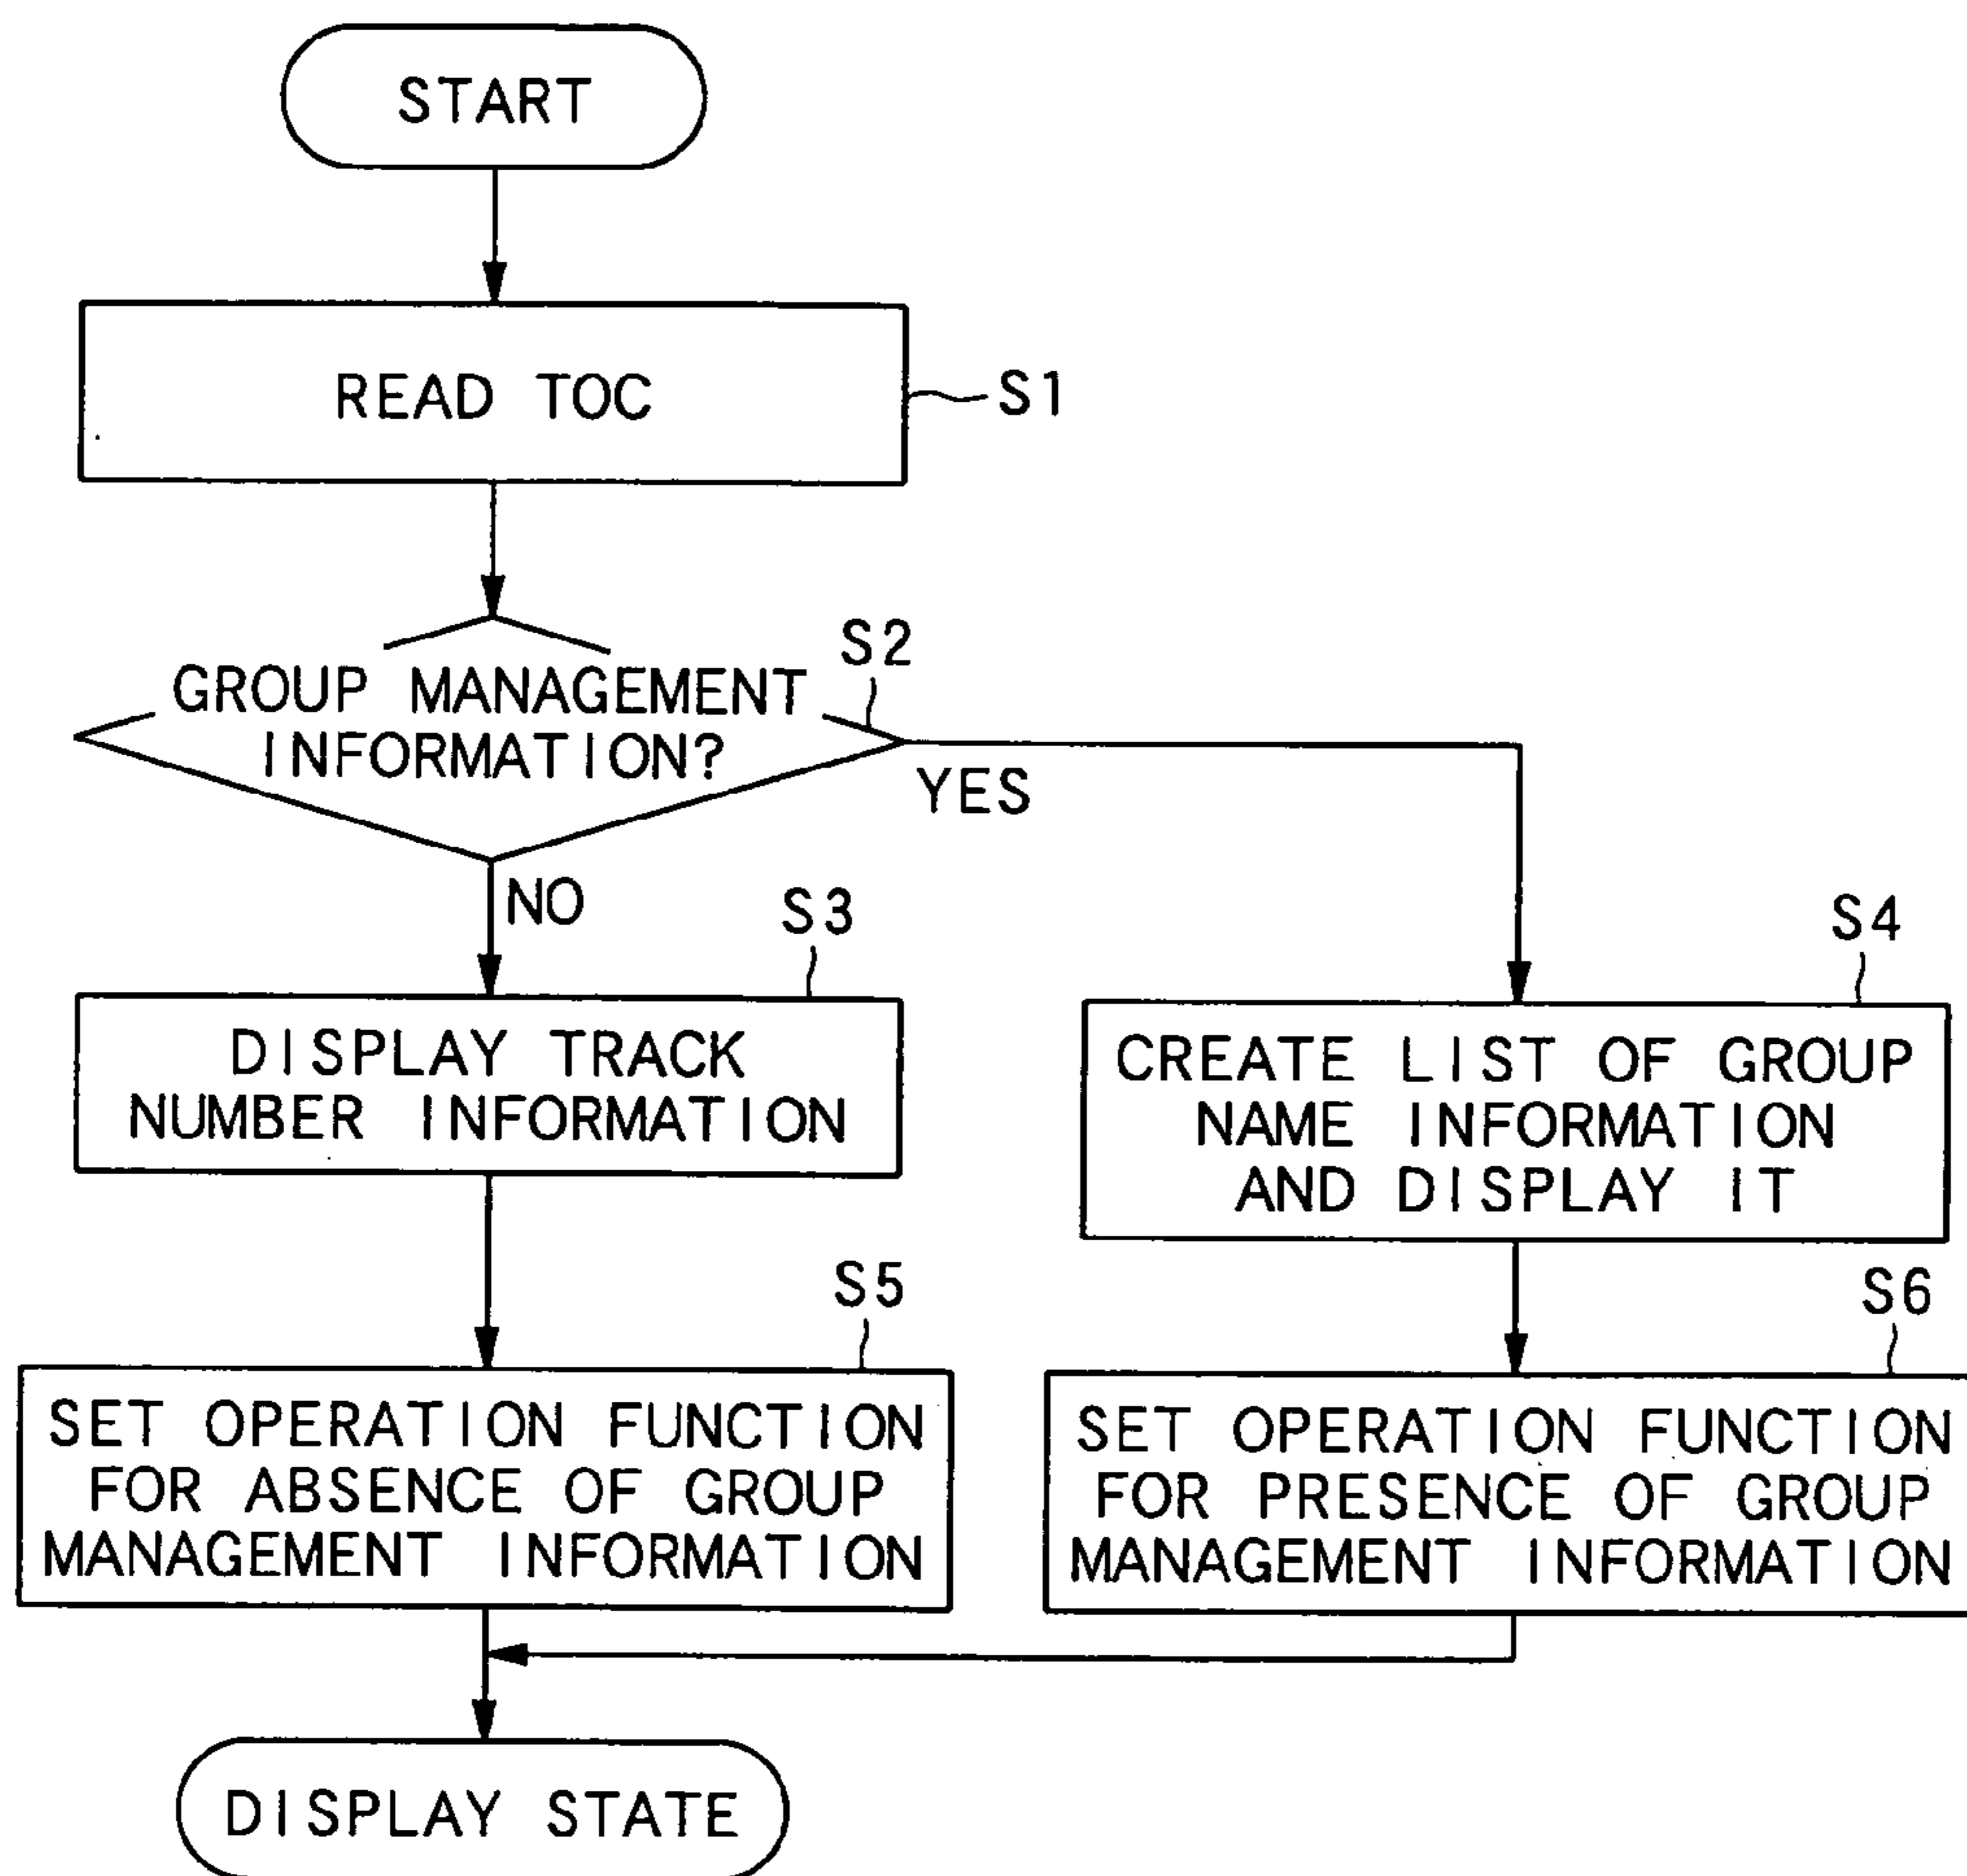 START
READ TOC
S1
S2
GROUP MANAGEMENT
INFORMATION?
YES
NO
S3
DISPLAY TRACK
NUMBER INFORMATION
S4
CREATE LIST OF GROUP
NAME INFORMATION
AND DISPLAY IT
S5
SET OPERATION FUNCTION
FOR ABSENCE OF GROUP
MANAGEMENT INFORMATION
S6
SET OPERATION FUNCTION
FOR PRESENCE OF GROUP
MANAGEMENT INFORMATION
DISPLAY STATE